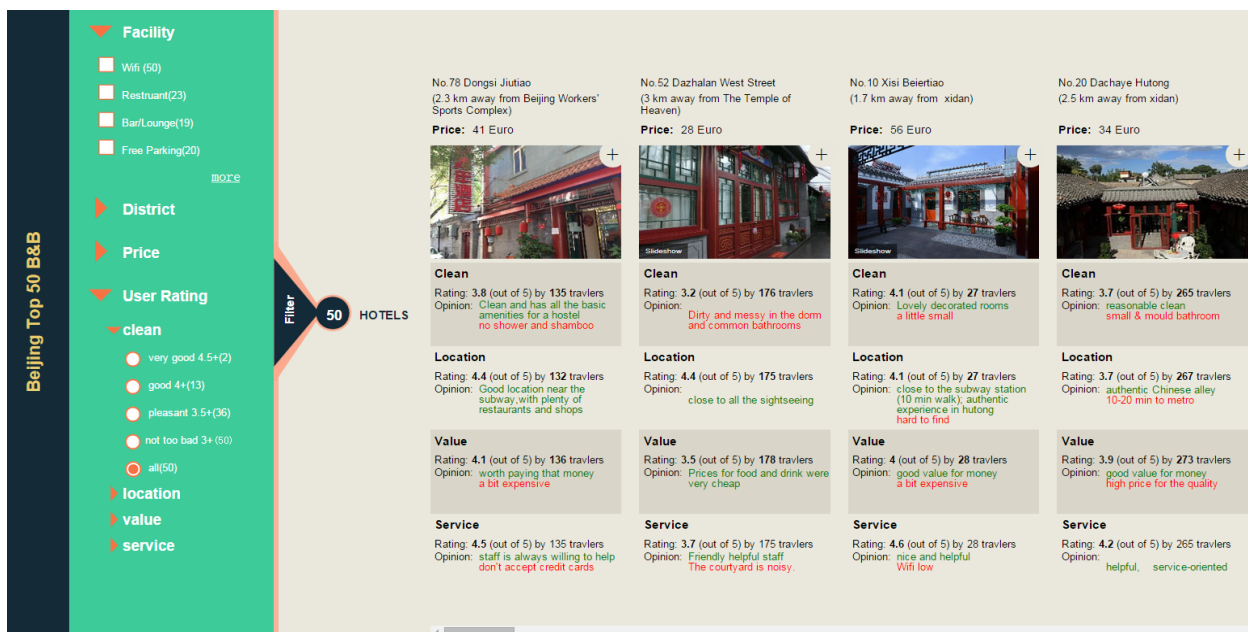 Beijing Top 50 B&B
Facility
Wifi (50)
Restruant(23)
Bar/Lounge(19)
Free Parking(20)
more
District
Price
User Rating
clean
very good 4.5+(2)
good 4+(13)
pleasant 3.5+(36)
not too bad 3+ (50)
all(50)
location
value
service
Filter
50 HOTELS
No.78 Dongsi Jiutiao
(2.3 km away from Beijing Workers'
Sports Complex)
Price: 41 Euro
+
Clean
Rating: 3.8 (out of 5) by 135 travlers
Opinion: Clean and has all the basic
amenities for a hostel
no shower and shamboo
Location
Rating: 4.4 (out of 5) by 132 travlers
Opinion: Good location near the
subway,with plenty of
restaurants and shops
Value
Rating: 4.1 (out of 5) by 136 travlers
Opinion: worth paying that money
a bit expensive
Service
Rating: 4.5 (out of 5) by 135 travlers
Opinion: staff is always willing to help
don't accept credit cards
No.52 Dazhalan West Street
(3 km away from The Temple of
Heaven)
Price: 28 Euro
+
Slideshow
Clean
Rating: 3.2 (out of 5) by 176 travlers
Opinion:
Dirty and messy in the dorm
and common bathrooms
Location
Rating: 4.4 (out of 5) by 175 travlers
Opinion:
close to all the sightseeing
Value
Rating: 3.5 (out of 5) by 178 travlers
Opinion: Prices for food and drink were
very cheap
Service
Rating: 3.7 (out of 5) by 175 travlers
Opinion: Friendly helpful staff
The courtyard is noisy.
No.10 Xisi Beiertiao
(1.7 km away from xidan)
Price: 56 Euro
+
Slideshow
Clean
Rating: 4.1 (out of 5) by 27 travlers
Opinion: Lovely decorated rooms
a little small
Location
Rating: 4.1 (out of 5) by 27 travlers
Opinion: close to the subway station
(10 min walk); authentic
experience in hutong
hard to find
Value
Rating: 4 (out of 5) by 28 travlers
Opinion: good value for money
a bit expensive
Service
Rating: 4.6 (out of 5) by 28 travlers
Opinion: nice and helpful
Wifi low
No.20 Dachaye Hutong
(2.5 km away from xidan)
Price: 34 Euro
+
Clean
Rating: 3.7 (out of 5) by 265 travlers
Opinion: reasonable clean
small & mould bathroom
Location
Rating: 3.7 (out of 5) by 267 travlers
Opinion: authentic Chinese alley
10-20 min to metro
Value
Rating: 3.9 (out of 5) by 273 travlers
Opinion: good value for money
high price for the quality
Service
Rating: 4.2 (out of 5) by 265 travlers
Opinion:
helpful, service-oriented